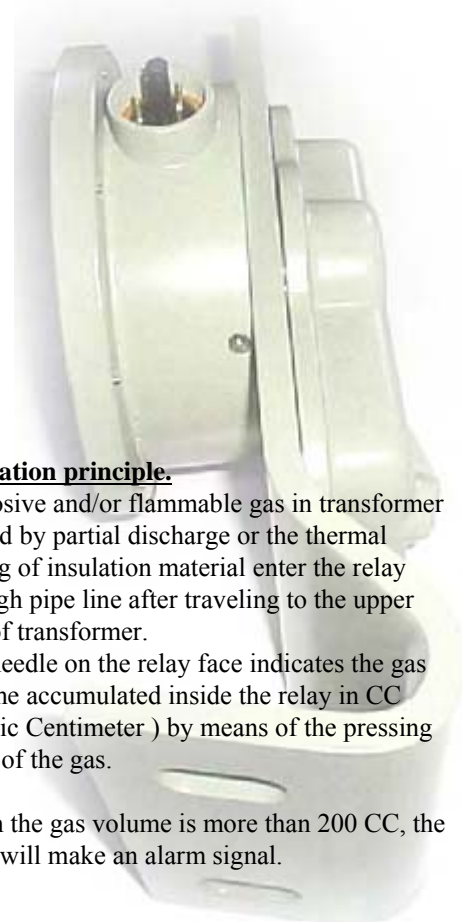 ation principle.
osive and/or flammable gas in transformer
d by partial discharge or the thermal
g of insulation material enter the relay
gh pipe line after traveling to the upper
of transformer.
needle on the relay face indicates the gas
me accumulated inside the relay in CC
ic Centimeter ) by means of the pressing
of the gas.
n the gas volume is more than 200 CC, the
will make an alarm signal.